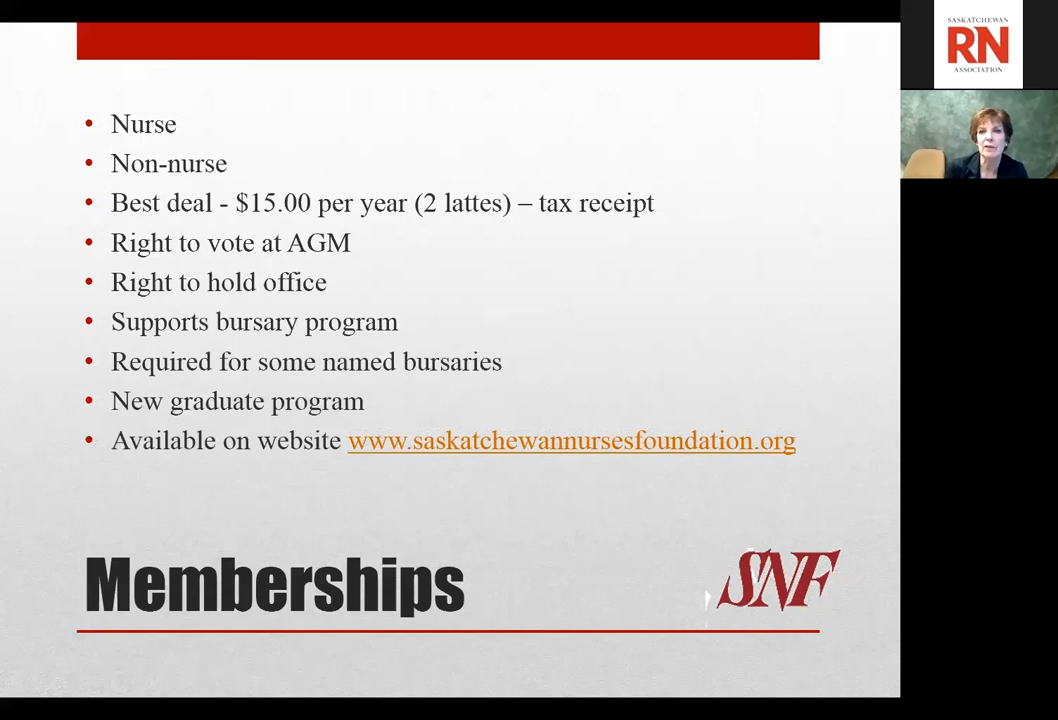 • Nurse
• Non-nurse
• Best deal - $15.00 per year (2 lattes) – tax receipt
• Right to vote at AGM
• Right to hold office
• Supports bursary program
• Required for some named bursaries
• New graduate program
• Available on website www.saskatchewannursesfoundation.org
Memberships
SNF
SASKATCHEWAN
RN
ASSOCIATION